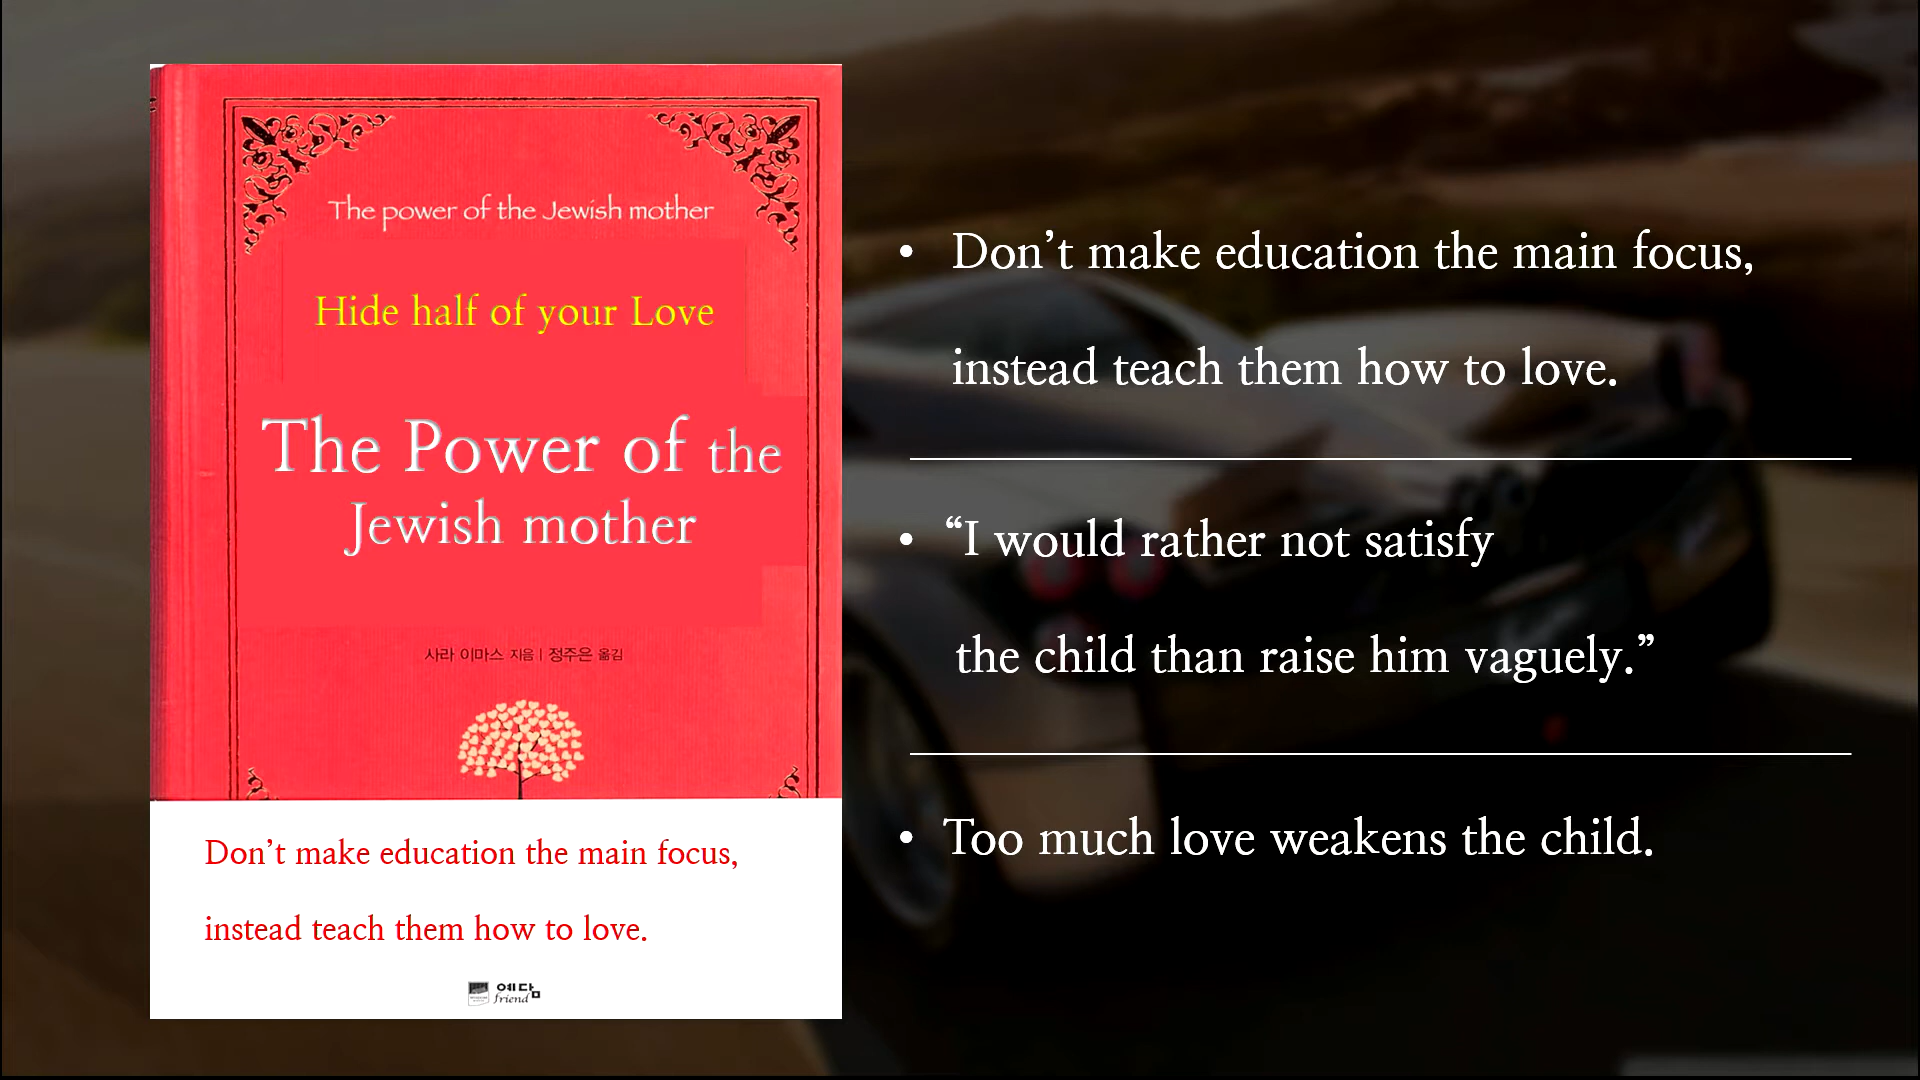 The power of the Jewish mother
Hide half of your Love
The Power of the
Jewish mother
사라 이마스 지음 | 정주은 옮김
Don't make education the main focus,
instead teach them how to love.
예담
friend
• Don't make education the main focus,
instead teach them how to love.
• “I would rather not satisfy
the child than raise him vaguely.”
• Too much love weakens the child.